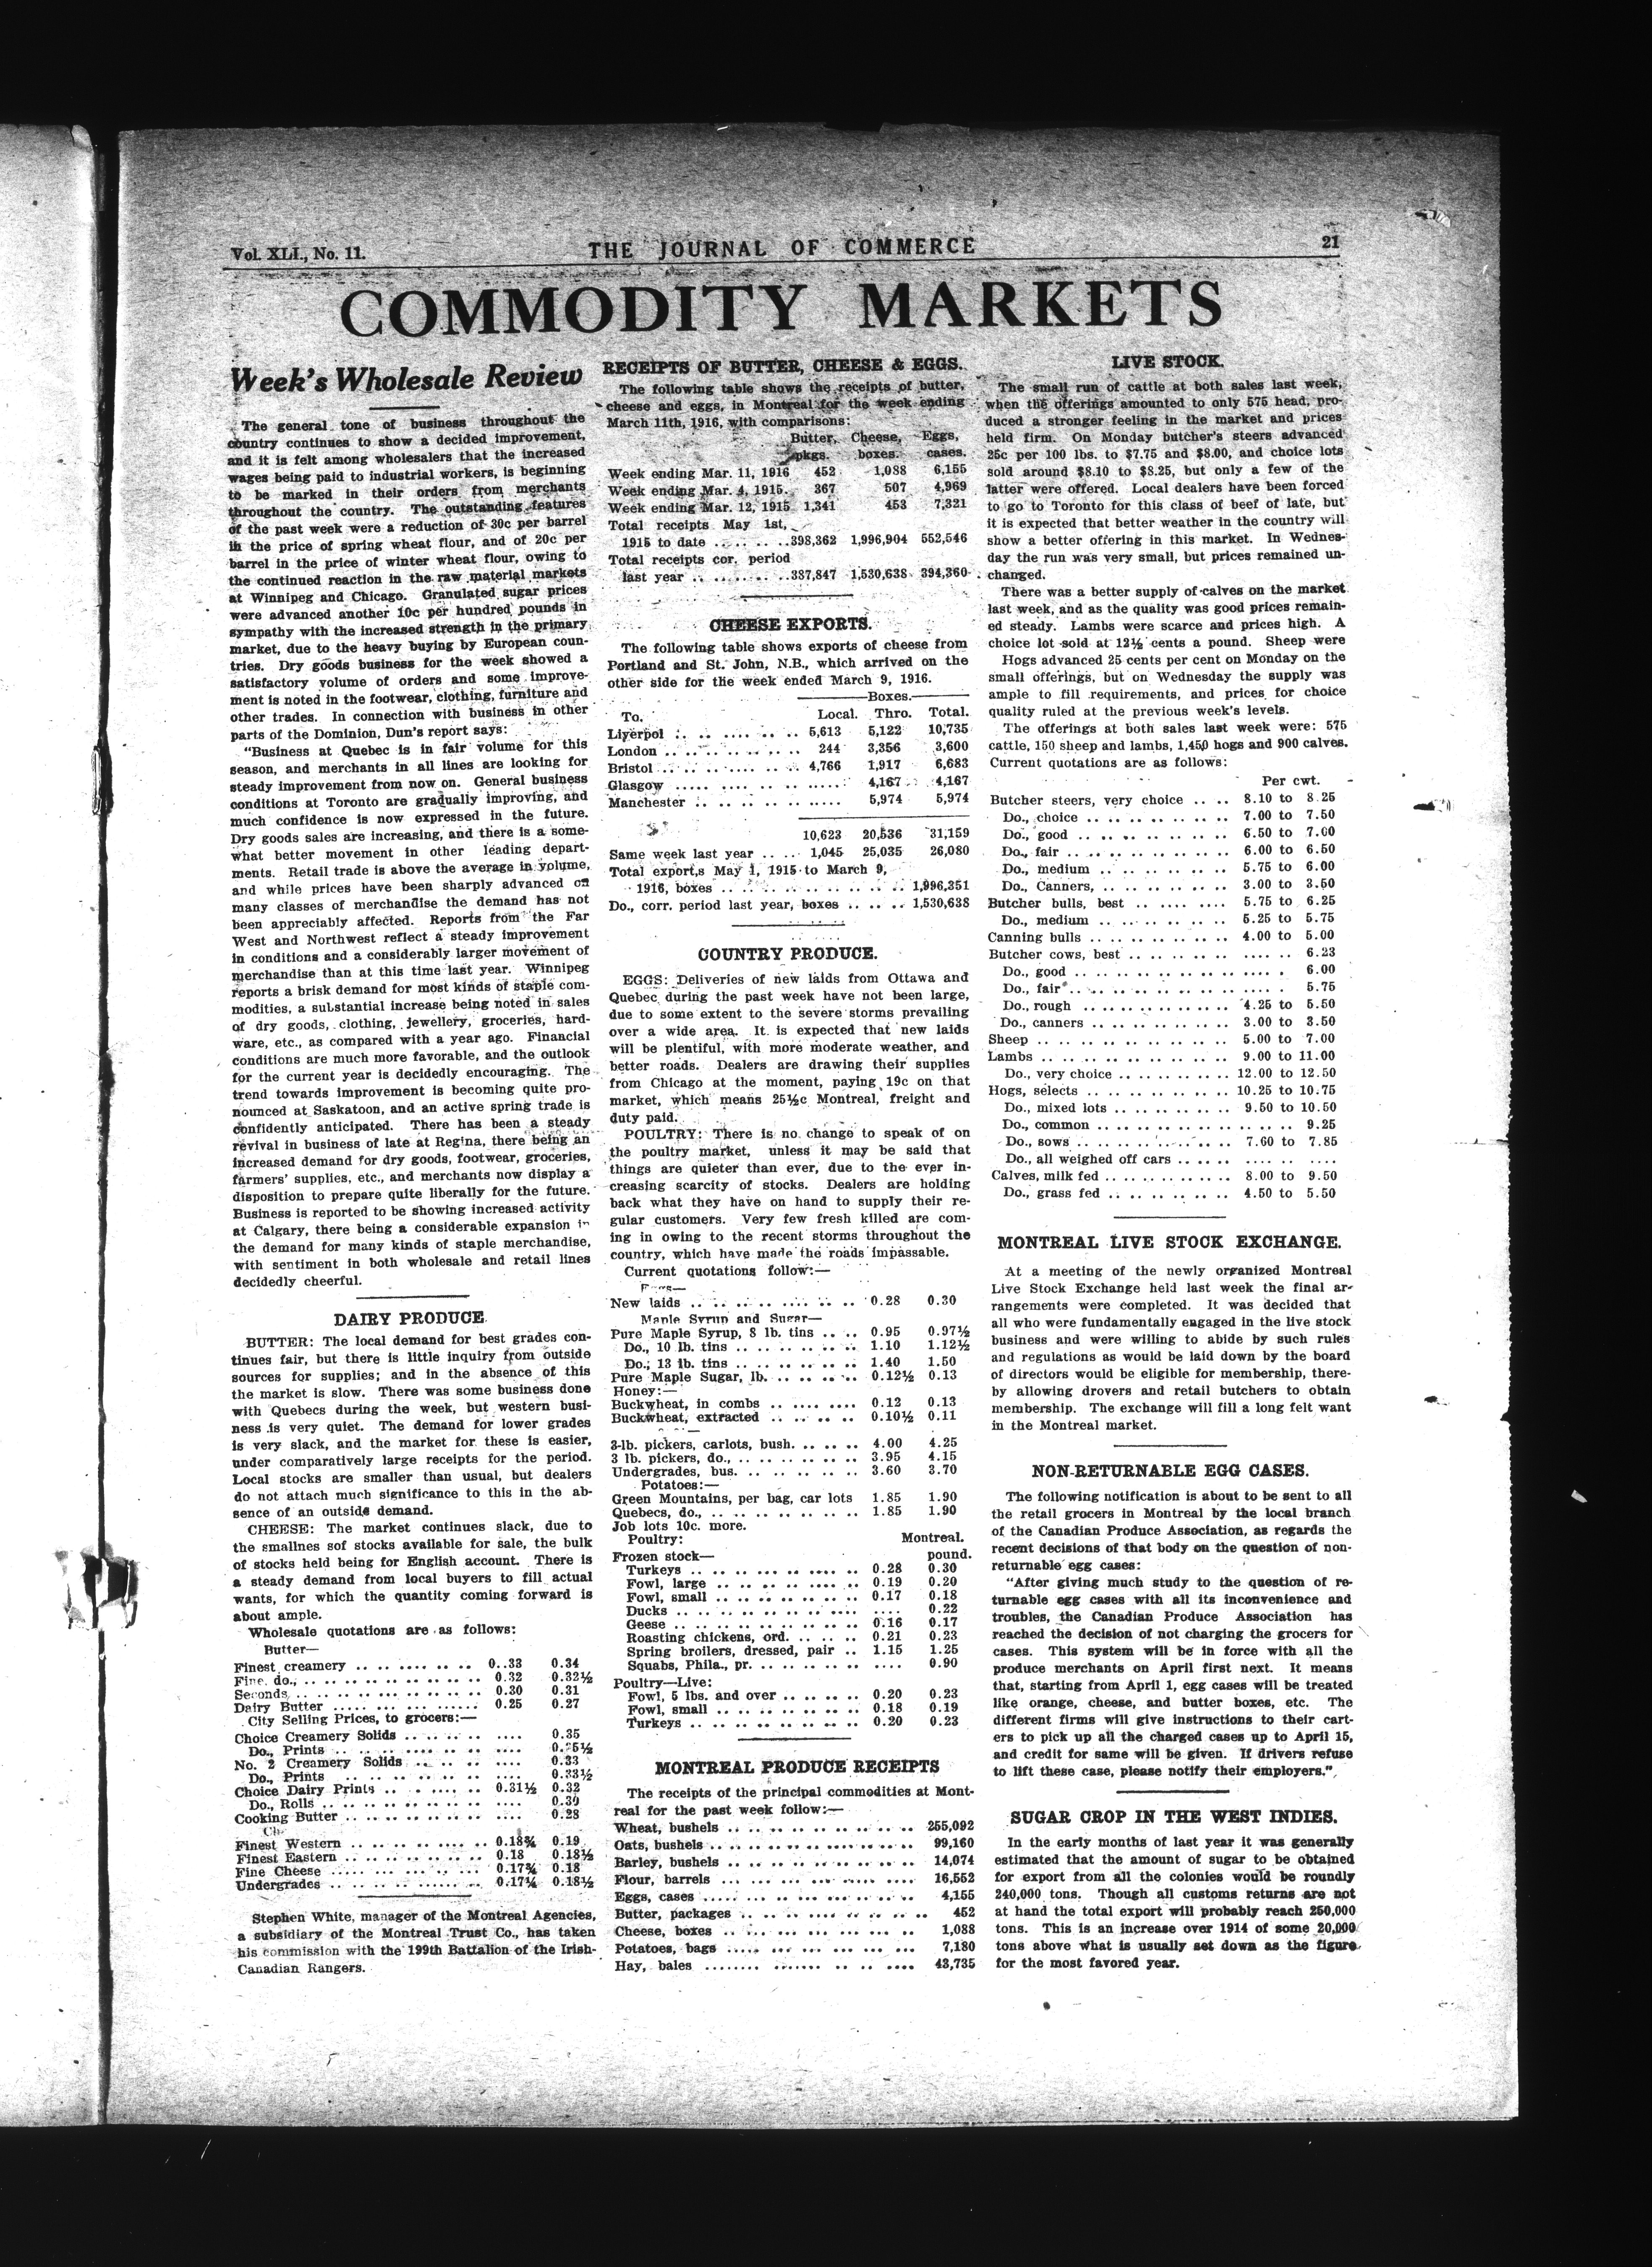 Vol. XLI., No. 11.
THE JOURNAL OF COMMERCE
21
COMMODITY MARKETS
Week's Wholesale Review
The general tone of business throughout the
country continues to show a decided improvement,
and it is felt among wholesalers that the increased
wages being paid to industrial workers, is beginning
to be marked in their orders from merchants
throughout the country. The outstanding features
of the past week were a reduction of 30c per barrel
in the price of spring wheat flour, and of 20c per
barrel in the price of winter wheat flour, owing to
the continued reaction in the raw material markets
at Winnipeg and Chicago. Granulated sugar prices
were advanced another 10c per hundred pounds in
sympathy with the increased strength in the primary
market, due to the heavy buying by European coun-
tries. Dry goods business for the week showed a
satisfactory volume of orders and some improve-
ment is noted in the footwear, clothing, furniture and
other trades. In connection with business in other
parts of the Dominion, Dun's report says:
"Business at Quebec is in fair volume for this
season, and merchants in all lines are looking for
steady improvement from now on. General business
conditions at Toronto are gradually improving, and
much confidence is now expressed in the future.
Dry goods sales are increasing, and there is a some-
what better movement in other leading depart-
ments. Retail trade is above the average in volume,
and while prices have been sharply advanced on
many classes of merchandise the demand has not
been appreciably affected. Reports from the Far
West and Northwest reflect a steady improvement
in conditions and a considerably larger movement of
merchandise than at this time last year. Winnipeg
reports a brisk demand for most kinds of staple com-
modities, a substantial increase being noted in sales
of dry goods, clothing, jewellery, groceries, hard-
ware, etc., as compared with a year ago. Financial
conditions are much more favorable, and the outlook
for the current year is decidedly encouraging. The
trend towards improvement is becoming quite pro-
nounced at Saskatoon, and an active spring trade is
confidently anticipated. There has been a steady
revival in business of late at Regina, there being an
increased demand for dry goods, footwear, groceries,
farmers' supplies, etc., and merchants now display a
disposition to prepare quite liberally for the future.
Business is reported to be showing increased activity
at Calgary, there being a considerable expansion in
the demand for many kinds of staple merchandise,
with sentiment in both wholesale and retail lines
decidedly cheerful.
DAIRY PRODUCE.
BUTTER: The local demand for best grades con-
tinues fair, but there is little inquiry from outside
sources for supplies; and in the absence of this
the market is slow. There was some business done
with Quebecs during the week, but western busi-
ness is very quiet. The demand for lower grades
is very slack, and the market for these is easier,
under comparatively large receipts for the period.
Local stocks are smaller than usual, but dealers
do not attach much significance to this in the ab-
sence of an outside demand.
CHEESE: The market continues slack, due to
the smallnes sof stocks available for sale, the bulk
of stocks held being for English account. There is
a steady demand from local buyers to fill actual
wants, for which the quantity coming forward is
about ample.
Wholesale quotations are as follows:
Butter—
Finest creamery .. .. .... .. .. 0..33 0.34
Fine, do., .. .. .. .. .. .. .. .. 0.32 0.32½
Seconds, .. .. .. .. .. .. .. .. 0.30 0.31
Dairy Butter .... .... .... .... 0.25 0.27
City Selling Prices, to grocers:—
Choice Creamery Solids .. .. .. .. .... 0.35
Do., Prints .. .. .. .. .. .. .... 0.35½
No. 2 Creamery Solids .. .. .. .... 0.33
Do., Prints .. .. .. .. .. .. .... 0.33½
Choice Dairy Prints .. .. .. .... .. 0.31½ 0.32
Do., Rolls .. .. .. .. .. .. .. .... 0.30
Cooking Butter .. .. .. .. .. .. .... 0.28
Finest Western .. .. .. .. .... .. 0.18¾ 0.19
Finest Eastern .. .. .. .. .. .. .. 0.18 0.18½
Fine Cheese .... .... .. .. .. .. 0.17¾ 0.18
Undergrades .. .. .. .. .. .. .. 0.17¼ 0.18½
Stephen White, manager of the Montreal Agencies,
a subsidiary of the Montreal Trust Co., has taken
his commission with the 199th Battalion of the Irish-
Canadian Rangers.
RECEIPTS OF BUTTER, CHEESE & EGGS.
The following table shows the receipts of butter,
cheese and eggs, in Montreal for the week ending
March 11th, 1916, with comparisons:
Butter, Cheese, Eggs,
pkgs. boxes. cases.
Week ending Mar. 11, 1916 452 1,088 6,155
Week ending Mar. 4, 1915. 367 507 4,969
Week ending Mar. 12, 1915 1,341 453 7,321
Total receipts May 1st,
1915 to date .. .. .. ..398,362 1,996,904 552,546
Total receipts cor. period
last year .. .. .... ..387,847 1,530,638 394,360
CHEESE EXPORTS.
The following table shows exports of cheese from
Portland and St. John, N.B., which arrived on the
other side for the week ended March 9, 1916.
Boxes.
To. Local. Thro. Total.
Liverpol .. .. .... .. .. 5,613 5,122 10,735
London .. .. .. .. .. .. 244 3,356 3,600
Bristol .. .. .. .... .. .. 4,766 1,917 6,683
Glasgow .... .... .. .. ..... 4,167 4,167
Manchester .. .. .. .. .. ..... 5,974 5,974
10,623 20,536 31,159
Same week last year .. .. 1,045 25,035 26,080
Total export,s May 1, 1915 to March 9,
1916, boxes .. .. .. .. .. .. .. .. .. 1,996,351
Do., corr. period last year, boxes .. .. .. 1,530,638
COUNTRY PRODUCE.
EGGS: Deliveries of new laids from Ottawa and
Quebec during the past week have not been large,
due to some extent to the severe storms prevailing
over a wide area. It is expected that new laids
will be plentiful, with more moderate weather, and
better roads. Dealers are drawing their supplies
from Chicago at the moment, paying 19c on that
market, which means 25½c Montreal, freight and
duty paid.
POULTRY: There is no change to speak of on
the poultry market, unless it may be said that
things are quieter than ever, due to the ever in-
creasing scarcity of stocks. Dealers are holding
back what they have on hand to supply their re-
gular customers. Very few fresh killed are com-
ing in owing to the recent storms throughout the
country, which have made the roads impassable.
Current quotations follow:—
New laids .. .. .. .. .... .. .. 0.28 0.30
Maple Syrup and Sugar—
Pure Maple Syrup, 8 lb. tins .. .. 0.95 0.97½
Do., 10 lb. tins .. .. .. .. .. .. 1.10 1.12½
Do.; 13 lb. tins .. .. .. .. .. .. 1.40 1.50
Pure Maple Sugar, lb. .. .. .. .. 0.12½ 0.13
Honey:—
Buckwheat, in combs .. .. .... .... 0.12 0.13
Buckwheat, extracted .. .. .. .. 0.10½ 0.11
3-lb. pickers, carlots, bush. .. .. .. 4.00 4.25
3 lb. pickers, do., .. .. .. .. .. .. 3.95 4.15
Undergrades, bus. .. .. .. .. .. .. 3.60 3.70
Potatoes:—
Green Mountains, per bag, car lots 1.85 1.90
Quebecs, do., .. .. .. .. .. .. .. 1.85 1.90
Job lots 10c. more.
Poultry: Montreal.
Frozen stock— pound.
Turkeys .. .. .. ... .. .... .. 0.28 0.30
Fowl, large .. .. .. .. .... .. 0.19 0.20
Fowl, small .. .. .. .. .. .. .. 0.17 0.18
Ducks .. .. .. .. .. .. .... .... 0.22
Geese .. .. .. .. .. .. .. .. 0.16 0.17
Roasting chickens, ord. .. .. .. 0.21 0.23
Spring broilers, dressed, pair .. 1.15 1.25
Squabs, Phila., pr. .. .. .. .. .. .... 0.90
Poultry—Live:
Fowl, 5 lbs. and over .. .. .. .. 0.20 0.23
Fowl, small .. .. .. .. .. .. .. 0.18 0.19
Turkeys .. .. .. .. .. .. .. .. 0.20 0.23
MONTREAL PRODUCE RECEIPTS
The receipts of the principal commodities at Mont-
real for the past week follow:—
Wheat, bushels .. .. .. .. .. .. .. .. .. 255,092
Oats, bushels .. .. .. .. .... .. .. .. .. 99,160
Barley, bushels .. .. .. .. .. .. .. .. .. 14,074
Flour, barrels ... ... .... ... .... .... 16,552
Eggs, cases ..... ... ... ... .. .. .. .. 4,155
Butter, packages .. .. .. .... .. .. .. .. 452
Cheese, boxes .. ... ... ... ... ... .. 1,088
Potatoes, bags ..... ... ... ... ... ... 7,180
Hay, bales ........ ....... .. .. .... 43,735
LIVE STOCK.
The small run of cattle at both sales last week,
when the offerings amounted to only 575 head, pro-
duced a stronger feeling in the market and prices
held firm. On Monday butcher's steers advanced
25c per 100 lbs. to $7.75 and $8.00, and choice lots
sold around $8.10 to $8.25, but only a few of the
latter were offered. Local dealers have been forced
to go to Toronto for this class of beef of late, but
it is expected that better weather in the country will
show a better offering in this market. In Wednes-
day the run was very small, but prices remained un-
changed.
There was a better supply of calves on the market
last week, and as the quality was good prices remain-
ed steady. Lambs were scarce and prices high. A
choice lot sold at 12½ cents a pound. Sheep were
Hogs advanced 25 cents per cent on Monday on the
small offerings, but on Wednesday the supply was
ample to fill requirements, and prices for choice
quality ruled at the previous week's levels.
The offerings at both sales last week were: 575
cattle, 150 sheep and lambs, 1,450 hogs and 900 calves.
Current quotations are as follows:
Per cwt.
Butcher steers, very choice .. .. 8.10 to 8.25
Do., choice .. .. .. .. .. .. .. 7.00 to 7.50
Do., good .. .. .. .. .. .. .. .. 6.50 to 7.00
Do., fair .. .. .. .. .. .. .. .. 6.00 to 6.50
Do., medium .. .. .. .. .. .. .. 5.75 to 6.00
Do., Canners, .. .. .. .. .. .. .. 3.00 to 3.50
Butcher bulls, best .. .. .... .... 5.75 to 6.25
Do., medium .. .. .. .. .. .. .. 5.25 to 5.75
Canning bulls .. .. .. .. .. .. .. 4.00 to 5.00
Butcher cows, best .. .. .. .. .. .... .. 6.23
Do., good .. .. .. .. .. .. .. .... . 6.00
Do., fair .. .. .. .. .. .. .. .... . 5.75
Do., rough .. .. .. .. .. .. .. 4.25 to 5.50
Do., canners .. .. .. .. .. .. .. 3.00 to 3.50
Sheep .. .. .. .. .. .. .. .. .. .. 5.00 to 7.00
Lambs .. .. .. .. .. .. .. .. .. 9.00 to 11.00
Do., very choice .. .. .. .. .. .. 12.00 to 12.50
Hogs, selects .. .. .. .. .. .. .. 10.25 to 10.75
Do., mixed lots .. .. .. .. .. .. 9.50 to 10.50
Do., common .. .. .. .. .. .. .. .. .. 9.25
Do., sows .. .. .. .. .. .. .. .. 7.60 to 7.85
Do., all weighed off cars .. .. .. .... .. ....
Calves, milk fed .. .. .. .. .. .. .. 8.00 to 9.50
Do., grass fed .. .. .. .. .. .. 4.50 to 5.50
MONTREAL LIVE STOCK EXCHANGE.
At a meeting of the newly organized Montreal
Live Stock Exchange held last week the final ar-
rangements were completed. It was decided that
all who were fundamentally engaged in the live stock
business and were willing to abide by such rules
and regulations as would be laid down by the board
of directors would be eligible for membership, there-
by allowing drovers and retail butchers to obtain
membership. The exchange will fill a long felt want
in the Montreal market.
NON-RETURNABLE EGG CASES.
The following notification is about to be sent to all
the retail grocers in Montreal by the local branch
of the Canadian Produce Association, as regards the
recent decisions of that body on the question of non-
returnable egg cases:
"After giving much study to the question of re-
turnable egg cases with all its inconvenience and
troubles, the Canadian Produce Association has
reached the decision of not charging the grocers for
cases. This system will be in force with all the
produce merchants on April first next. It means
that, starting from April 1, egg cases will be treated
like orange, cheese, and butter boxes, etc. The
different firms will give instructions to their cart-
ers to pick up all the charged cases up to April 15,
and credit for same will be given. If drivers refuse
to lift these case, please notify their employers."
SUGAR CROP IN THE WEST INDIES.
In the early months of last year it was generally
estimated that the amount of sugar to be obtained
for export from all the colonies would be roundly
240,000 tons. Though all customs returns are not
at hand the total export will probably reach 250,000
tons. This is an increase over 1914 of some 20,000
tons above what is usually set down as the figure
for the most favored year.